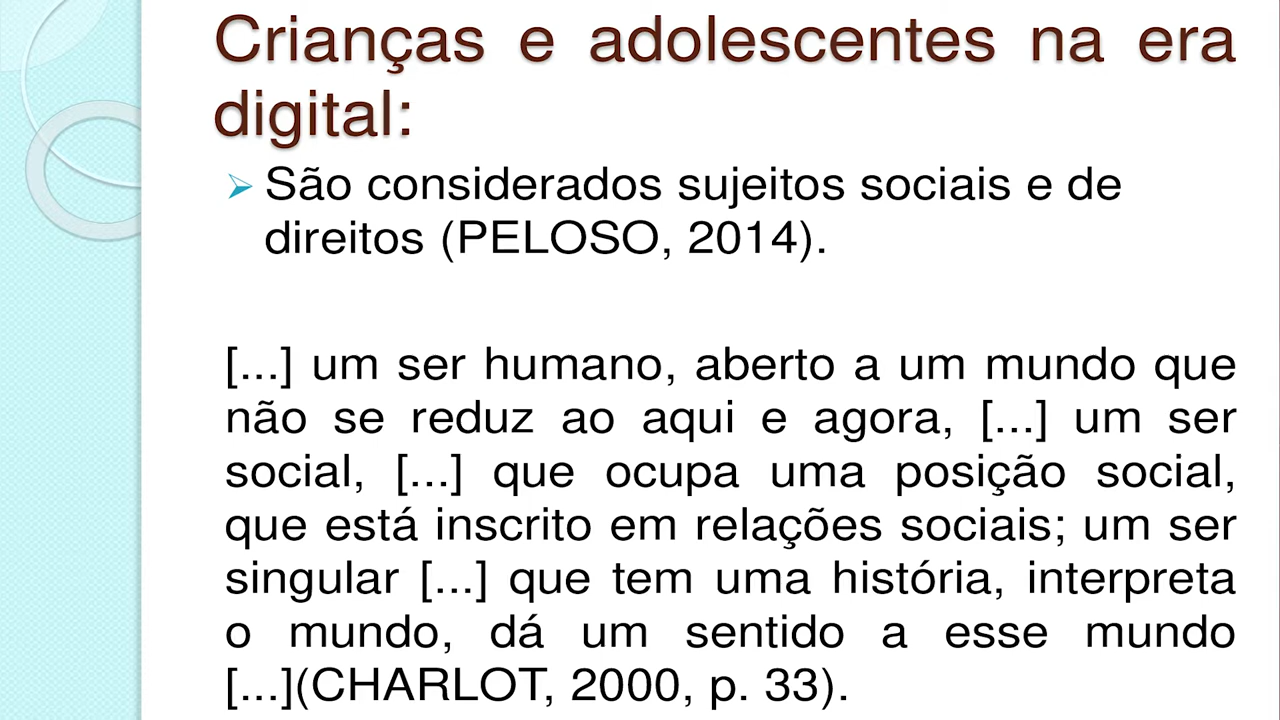 Crianças e adolescentes na era
digital:
São considerados sujeitos sociais e de
direitos (PELOSO, 2014).
[...] um ser humano, aberto a um mundo que
não se reduz ao aqui e agora, [...] um ser
social, [...] que ocupa uma posição social,
que está inscrito em relações sociais; um ser
singular [...] que tem uma história, interpreta
o mundo, dá um sentido a esse mundo
[...](CHARLOT, 2000, p. 33).